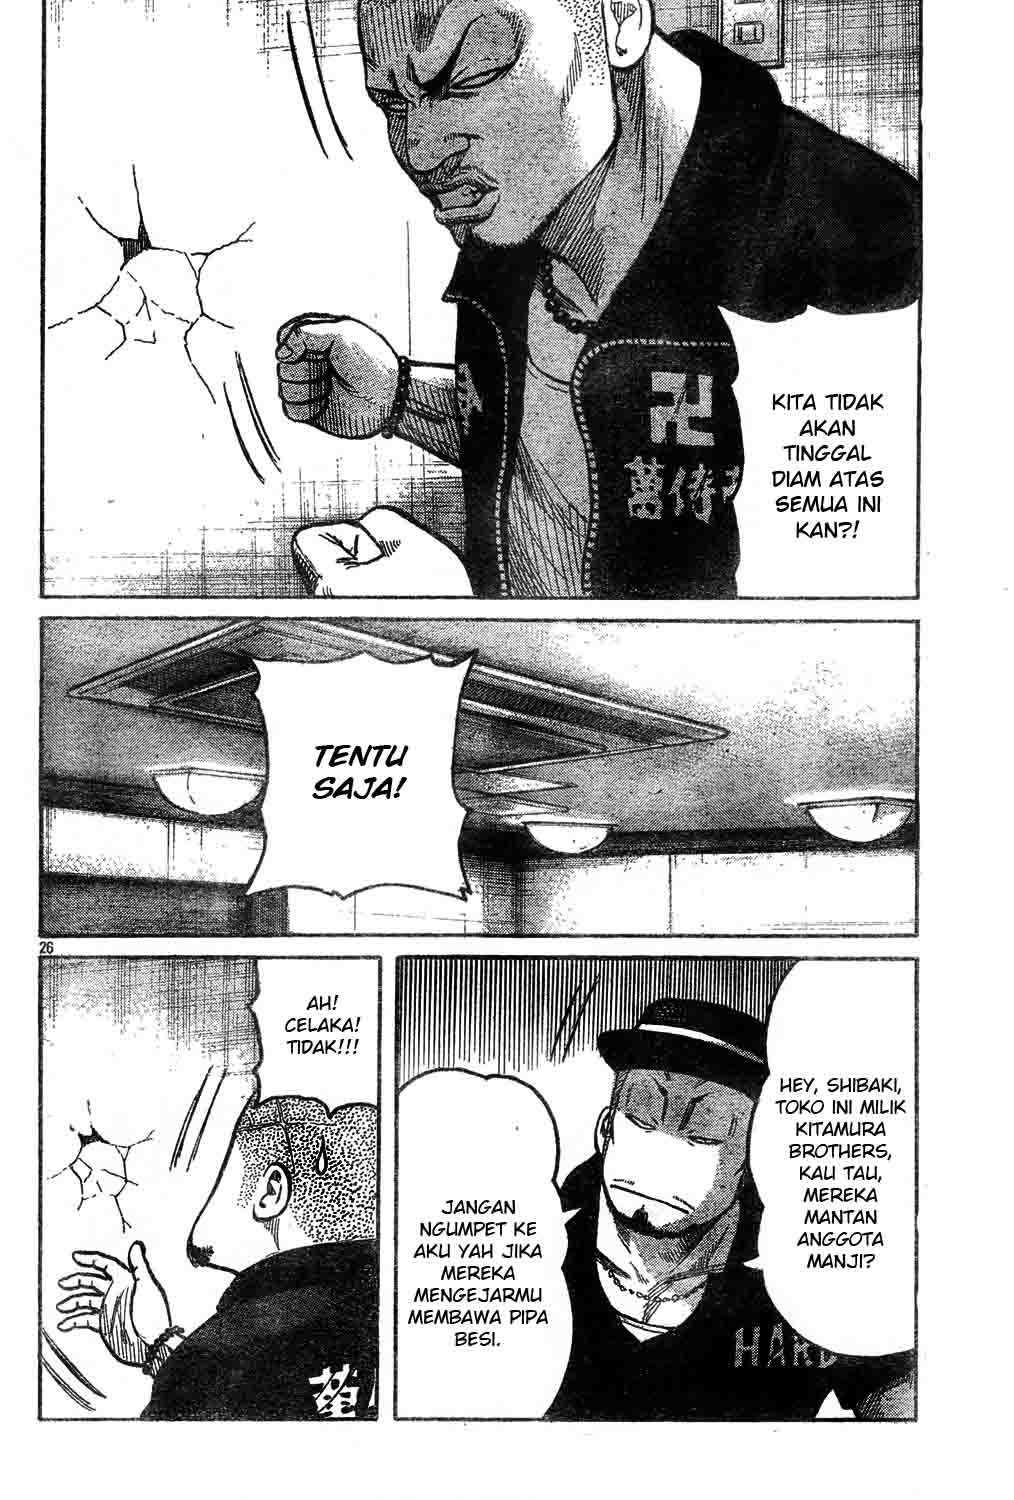 KITA TIDAK
AKAN
TINGGAL
DIAM ATAS
SEMUA INI
KAN?!
卍
萬侍
TENTU
SAJA!
26
HEY, SHIBAKI,
TOKO INI MILIK
KITAMURA
BROTHERS,
KAU TAU,
MEREKA
MANTAN
ANGGOTA
MANJI?
JANGAN
NGUMPET KE
AKU YAH JIKA
MEREKA
MENGEJARMU
MEMBAWA PIPA
BESI.
HARD
AH!
CELAKA!
TIDAK!!!